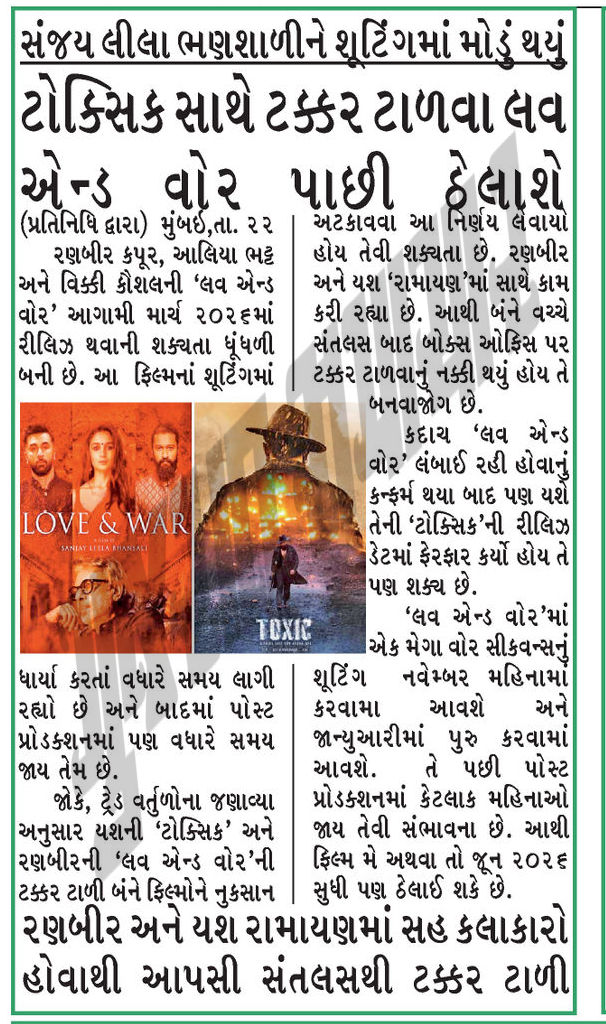 સંજય લીલા ભણશાળીને શૂટિંગમાં મોડું થયું
ટોક્સિક સાથે ટક્કર ટાળવા લવ
એન્ડ વોર પાછી ઠેલાશે
(પ્રતિનિધિ દ્વારા) મુંબઇ,તા. ૨૨
રણબીર કપૂર, આલિયા ભટ્ટ
અને વિક્કી કૌશલની ‘લવ એન્ડ
વોર’ આગામી માર્ચ ૨૦૨૬માં
રીલિઝ થવાની શક્યતા ધૂંધળી
બની છે. આ ફિલ્મનાં શૂટિંગમાં
LOVE & WAR
A FILM BY
SANJAY LEELA BHANSALI
TOXIC
ધાર્યા કરતાં વધારે સમય લાગી
રહ્યો છે અને બાદમાં પોસ્ટ
પ્રોડક્શનમાં પણ વધારે સમય
જાય તેમ છે.
જોકે, ટ્રેડ વર્તુળોના જણાવ્યા
અનુસાર યશની ‘ટોક્સિક’ અને
રણબીરની ‘લવ એન્ડ વોર’ની
ટક્કર ટાળી બંને ફિલ્મોને નુકસાન
અટકાવવા આ નિર્ણય લેવાયો
હોય તેવી શક્યતા છે. રણબીર
અને યશ ‘રામાયણ’માં સાથે કામ
કરી રહ્યા છે. આથી બંને વચ્ચે
સંતલસ બાદ બોક્સ ઓફિસ પર
ટક્કર ટાળવાનું નક્કી થયું હોય તે
બનવાજોગ છે.
કદાચ ‘લવ એન્ડ
વોર’ લંબાઈ રહી હોવાનું
કન્ફર્મ થયા બાદ પણ યશે
તેની ‘ટોક્સિક’ની રીલિઝ
ડેટમાં ફેરફાર કર્યો હોય તે
પણ શક્ય છે.
‘લવ એન્ડ વોર’માં
એક મેગા વોર સીકવન્સનું
શૂટિંગ નવેમ્બર મહિનામાં
કરવામા આવશે અને
જાન્યુઆરીમાં પુરુ કરવામાં
આવશે. તે પછી પોસ્ટ
પ્રોડક્શનમાં કેટલાક મહિનાઓ
જાય તેવી સંભાવના છે. આથી
ફિલ્મ મે અથવા તો જૂન ૨૦૨૬
સુધી પણ ઠેલાઈ શકે છે.
રણબીર અને યશ રામાયણમાં સહ કલાકારો
હોવાથી આપસી સંતલસથી ટક્કર ટાળી